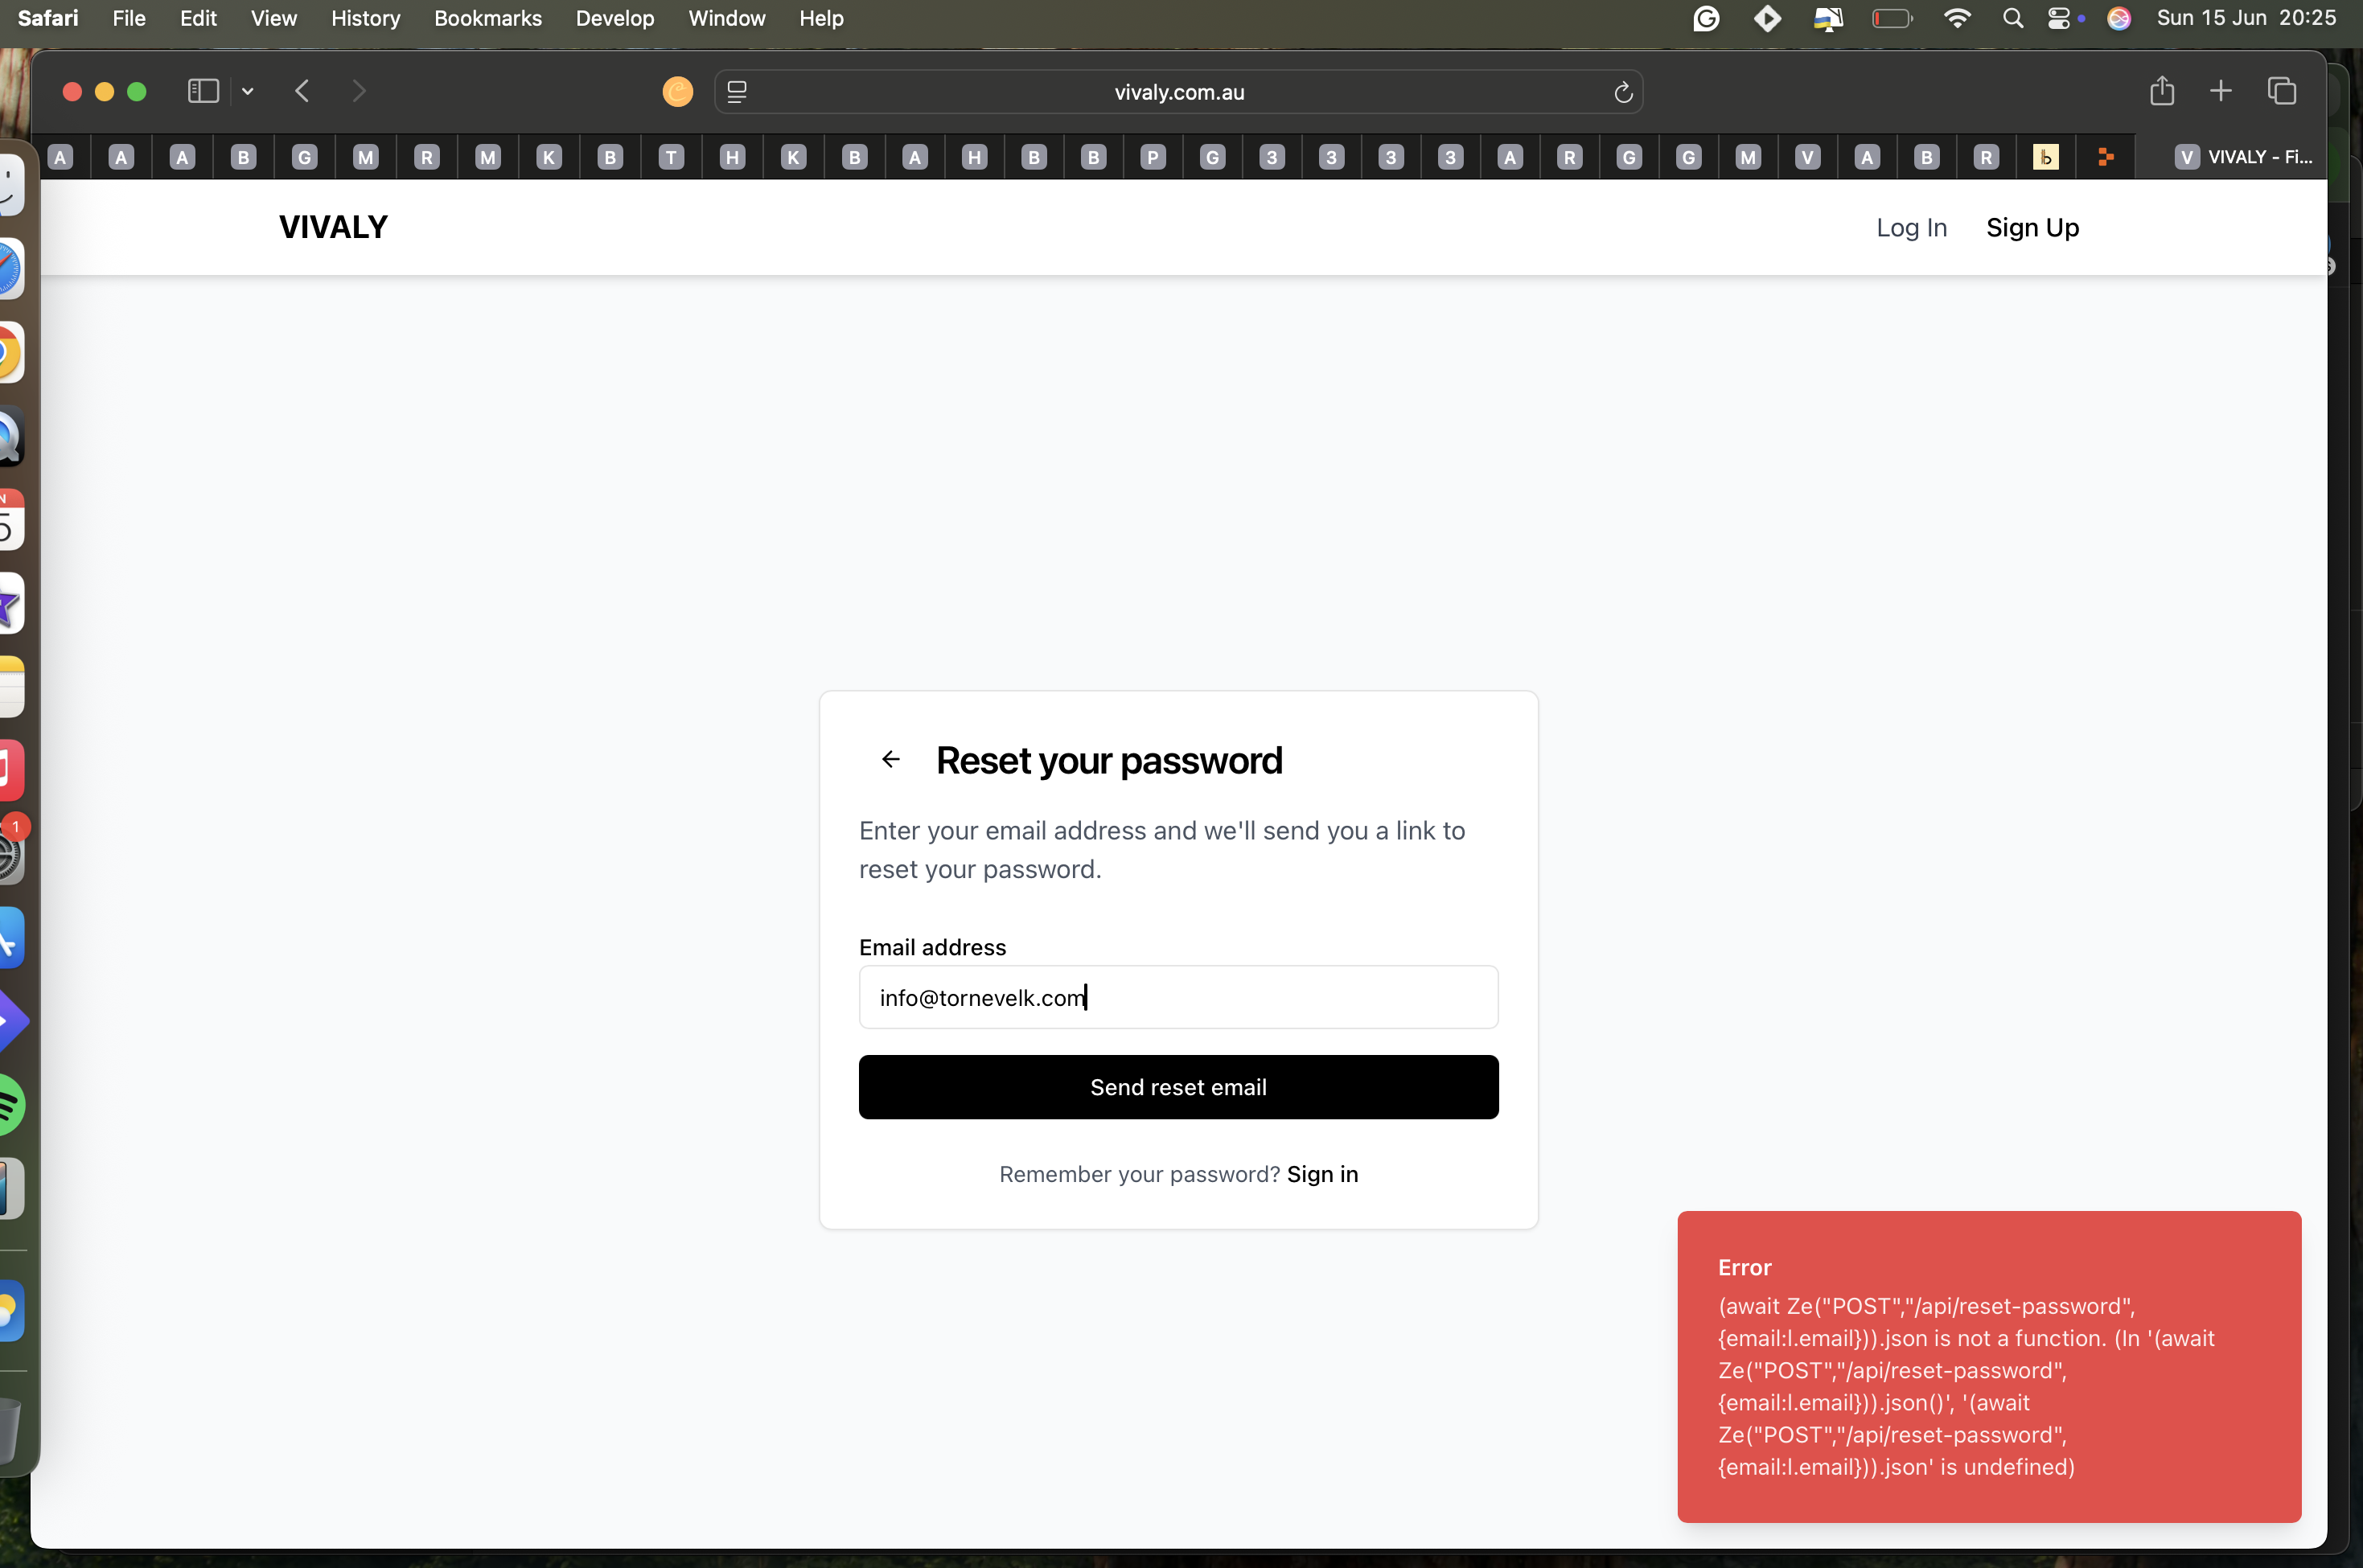 Safari File Edit View History Bookmarks Develop Window Help Sun 15 Jun 20:25
vivaly.com.au
A A A B G M R M K B T H K B A H B B P G 3 3 3 3 A R G G M V A B R b V VIVALY - Fi...
VIVALY Log In Sign Up
Reset your password
Enter your email address and we'll send you a link to
reset your password.
Email address
info@tornevelk.com
Send reset email
Remember your password? Sign in
1
Error
(await Ze("POST","/api/reset-password",
{email:l.email})).json is not a function. (In '(await
Ze("POST","/api/reset-password",
{email:l.email})).json()', '(await
Ze("POST","/api/reset-password",
{email:l.email})).json' is undefined)